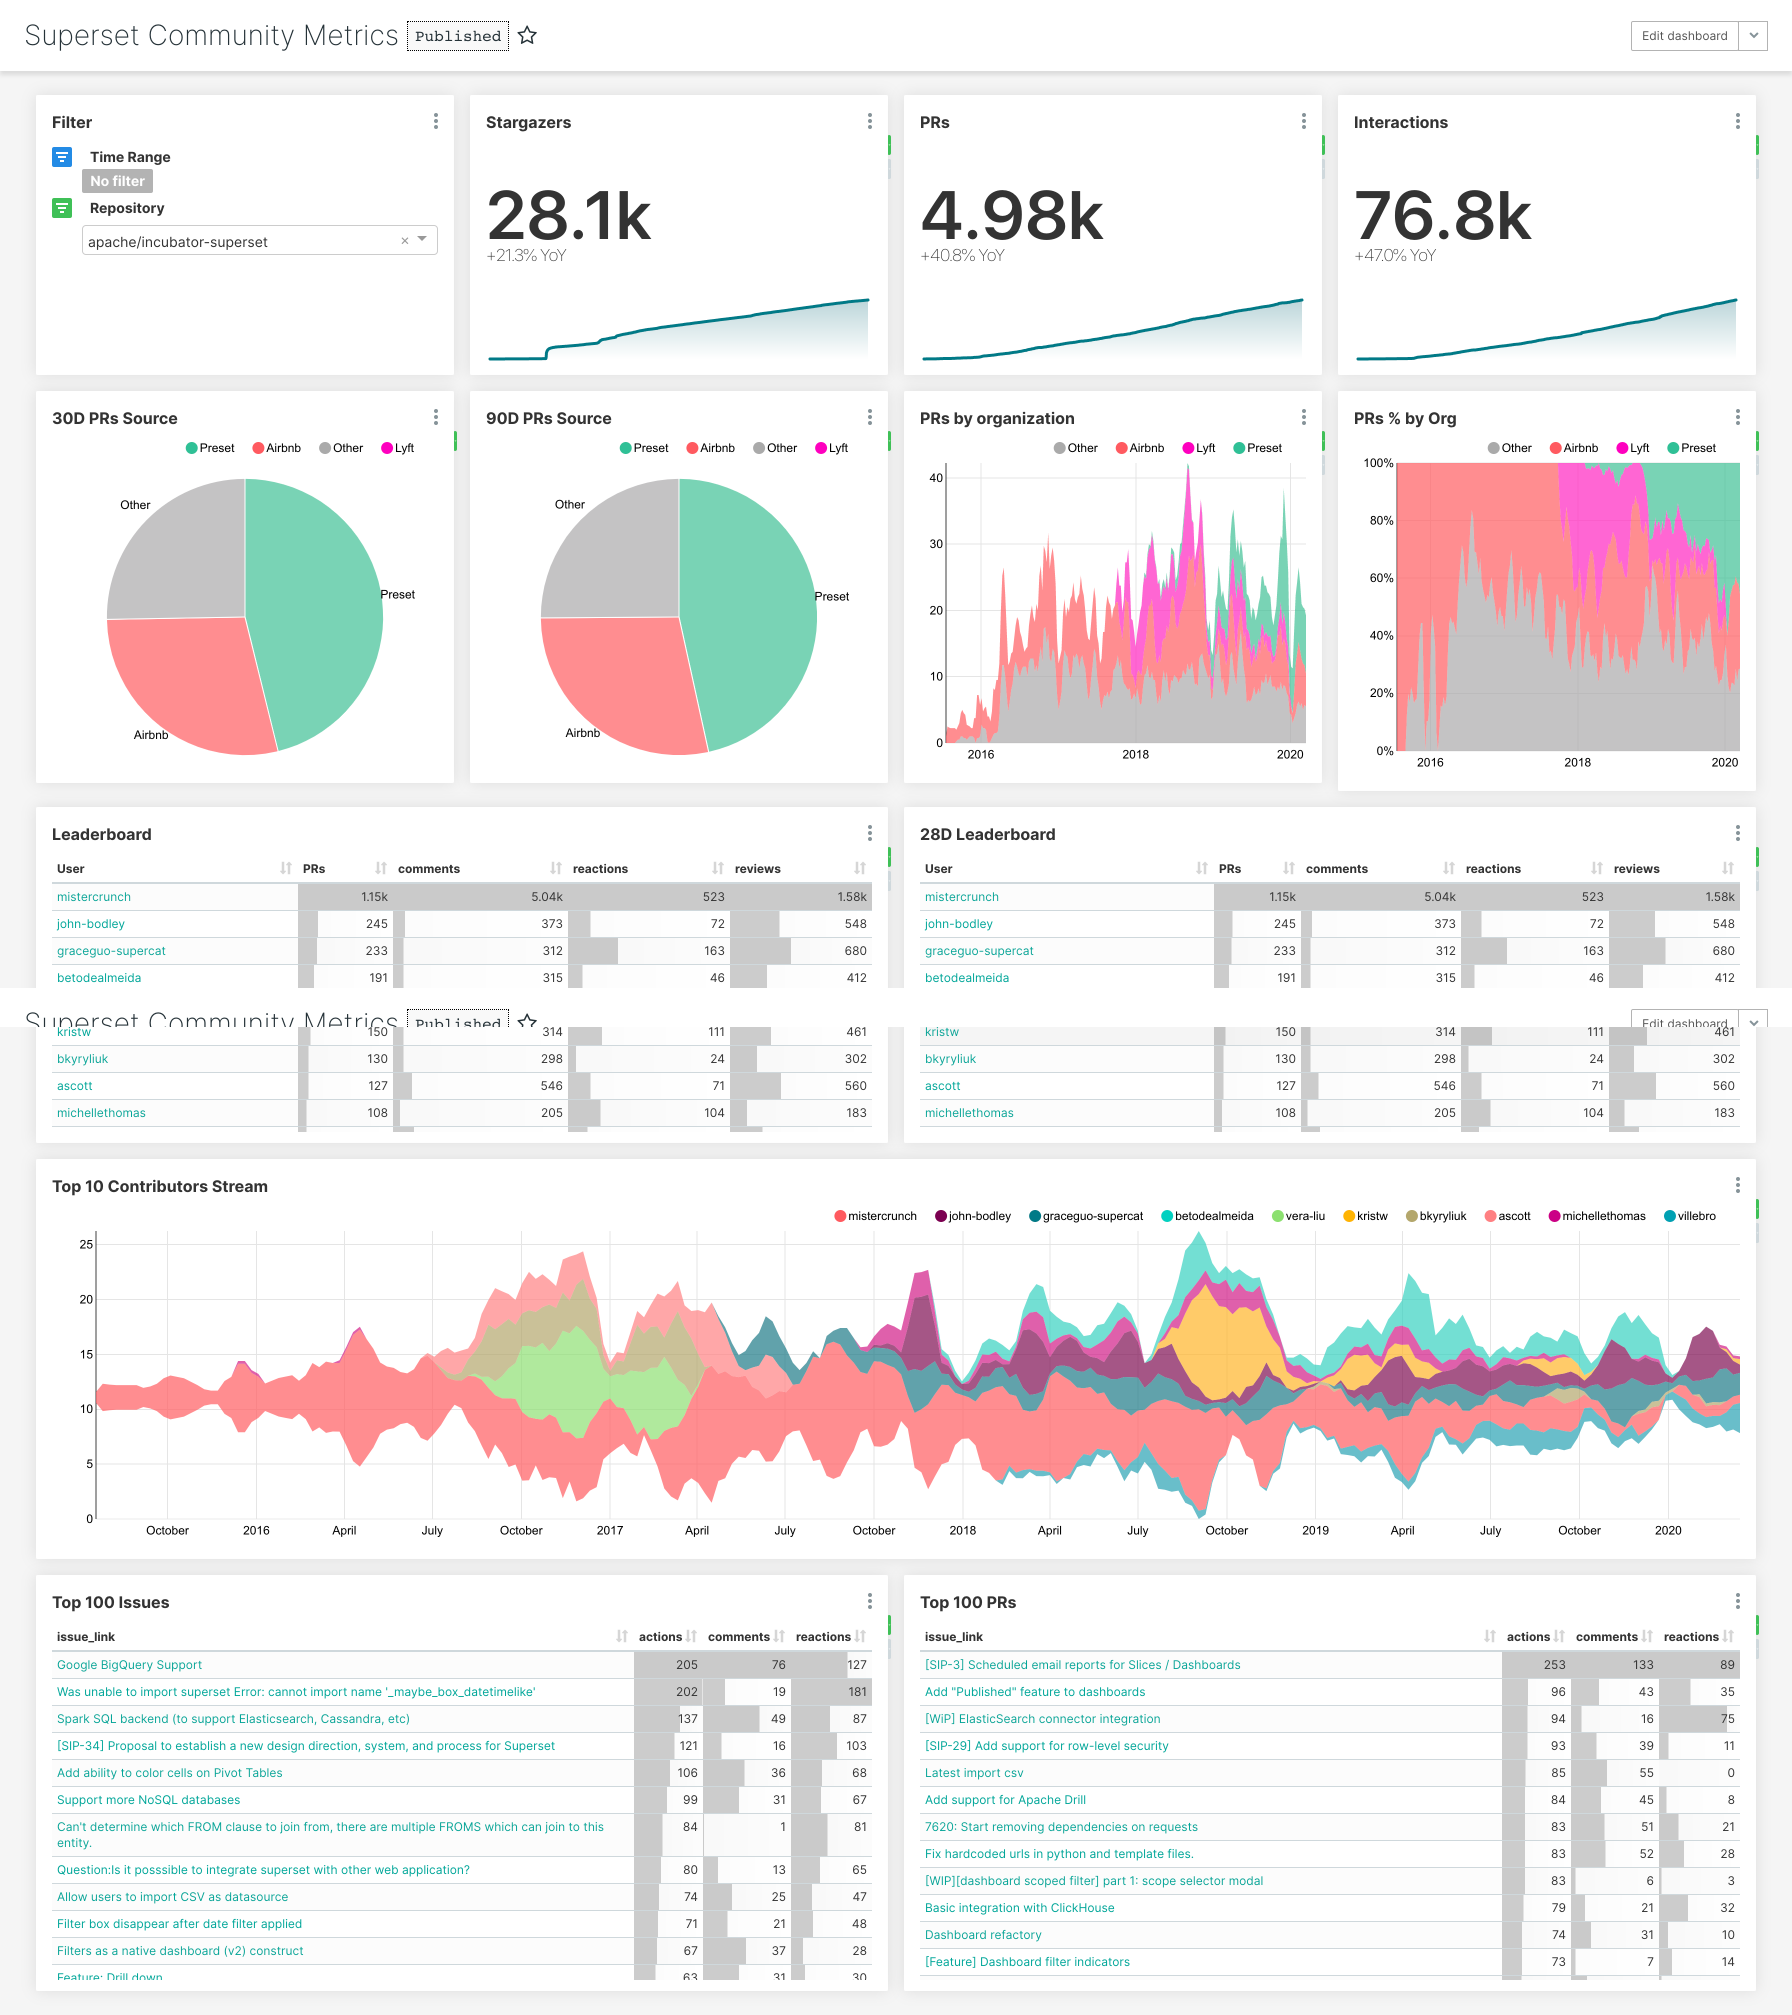 Superset Community Metrics Published Edit dashboard
Filter
Time Range
No filter
Repository
apache/incubator-superset ×
Stargazers
28.1k
+21.3% YoY
PRs
4.98k
+40.8% YoY
Interactions
76.8k
+47.0% YoY
30D PRs Source
Preset Airbnb Other Lyft
Other
Preset
Airbnb
90D PRs Source
Preset Airbnb Other Lyft
Other
Preset
Airbnb
PRs by organization
Other Airbnb Lyft Preset
40
30
20
10
0
2016 2018 2020
PRs % by Org
Other Airbnb Lyft Preset
100%
80%
60%
40%
20%
0%
2016 2018 2020
Leaderboard
User PRs comments reactions reviews
mistercrunch 1.15k 5.04k 523 1.58k
john-bodley 245 373 72 548
graceguo-supercat 233 312 163 680
betodealmeida 191 315 46 412
28D Leaderboard
User PRs comments reactions reviews
mistercrunch 1.15k 5.04k 523 1.58k
john-bodley 245 373 72 548
graceguo-supercat 233 312 163 680
betodealmeida 191 315 46 412
Superset Community Metrics Published Edit dashboard
kristw 150 314 111 461
bkyryliuk 130 298 24 302
ascott 127 546 71 560
michellethomas 108 205 104 183
kristw 150 314 111 461
bkyryliuk 130 298 24 302
ascott 127 546 71 560
michellethomas 108 205 104 183
Top 10 Contributors Stream
mistercrunch john-bodley graceguo-supercat betodealmeida vera-liu kristw bkyryliuk ascott michellethomas villebro
25
20
15
10
5
0
October 2016 April July October 2017 April July October 2018 April July October 2019 April July October 2020
Top 100 Issues
issue_link actions comments reactions
Google BigQuery Support 205 76 127
Was unable to import superset Error: cannot import name '_maybe_box_datetimelike' 202 19 181
Spark SQL backend (to support Elasticsearch, Cassandra, etc) 137 49 87
[SIP-34] Proposal to establish a new design direction, system, and process for Superset 121 16 103
Add ability to color cells on Pivot Tables 106 36 68
Support more NoSQL databases 99 31 67
Can't determine which FROM clause to join from, there are multiple FROMS which can join to this 84 1 81
entity.
Question:Is it posssible to integrate superset with other web application? 80 13 65
Allow users to import CSV as datasource 74 25 47
Filter box disappear after date filter applied 71 21 48
Filters as a native dashboard (v2) construct 67 37 28
Feature: Drill down 63 31 30
Top 100 PRs
issue_link actions comments reactions
[SIP-3] Scheduled email reports for Slices / Dashboards 253 133 89
Add "Published" feature to dashboards 96 43 35
[WiP] ElasticSearch connector integration 94 16 75
[SIP-29] Add support for row-level security 93 39 11
Latest import csv 85 55 0
Add support for Apache Drill 84 45 8
7620: Start removing dependencies on requests 83 51 21
Fix hardcoded urls in python and template files. 83 52 28
[WIP][dashboard scoped filter] part 1: scope selector modal 83 6 3
Basic integration with ClickHouse 79 21 32
Dashboard refactory 74 31 10
[Feature] Dashboard filter indicators 73 7 14